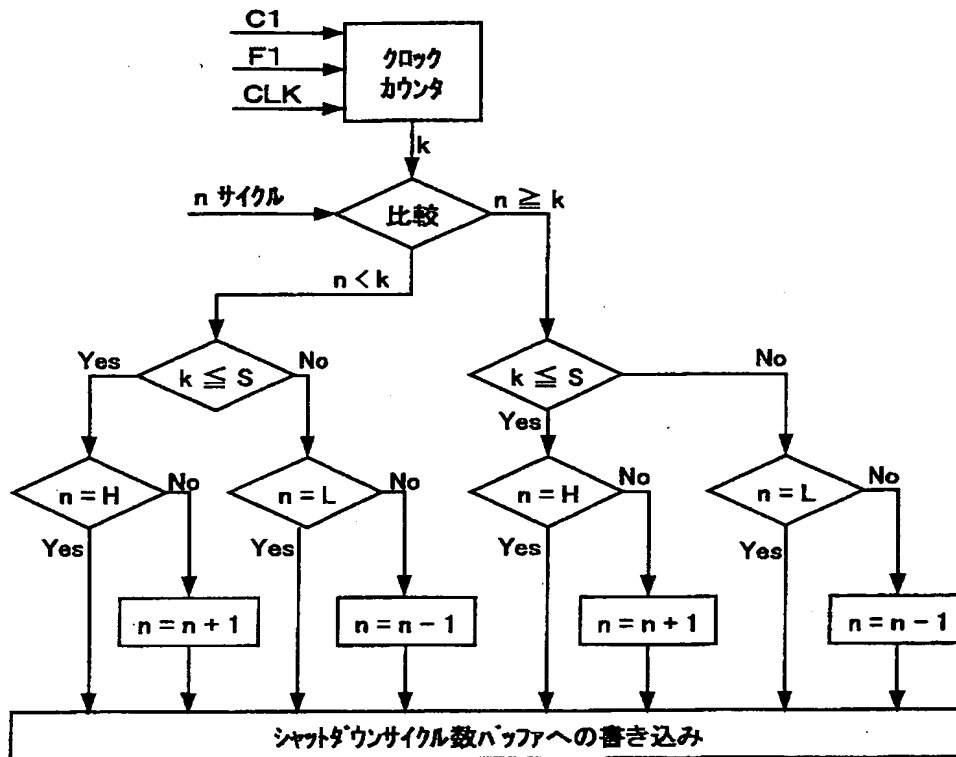 C1
F1
CLK
クロック
カウンタ
k
n サイクル
比較
n ≧ k
n < k
Yes
k ≦ S
No
k ≦ S
No
Yes
n = H
No
n = L
No
n = H
No
n = L
No
Yes
Yes
Yes
Yes
n = n + 1
n = n − 1
n = n + 1
n = n − 1
シャットダウンサイクル数バッファへの書き込み